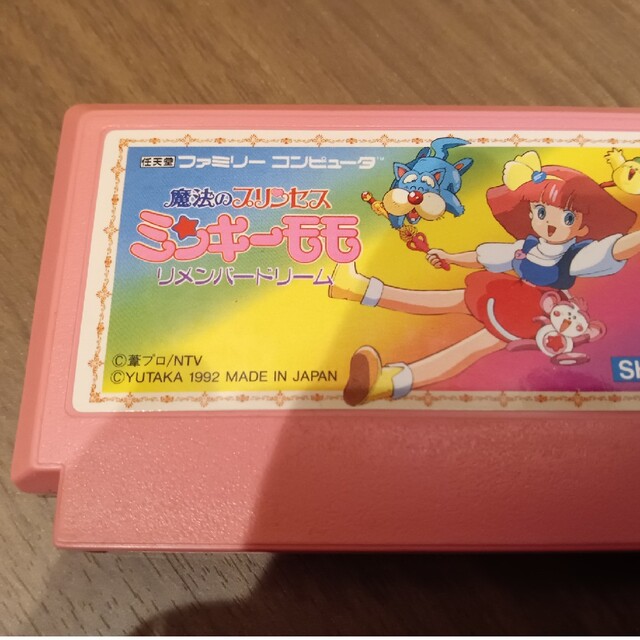 任天堂 ファミリー コンピュータ™
魔法のプリンセス
ミンキーモモ
リメンバードリーム
©葦プロ/NTV
©YUTAKA 1992 MADE IN JAPAN